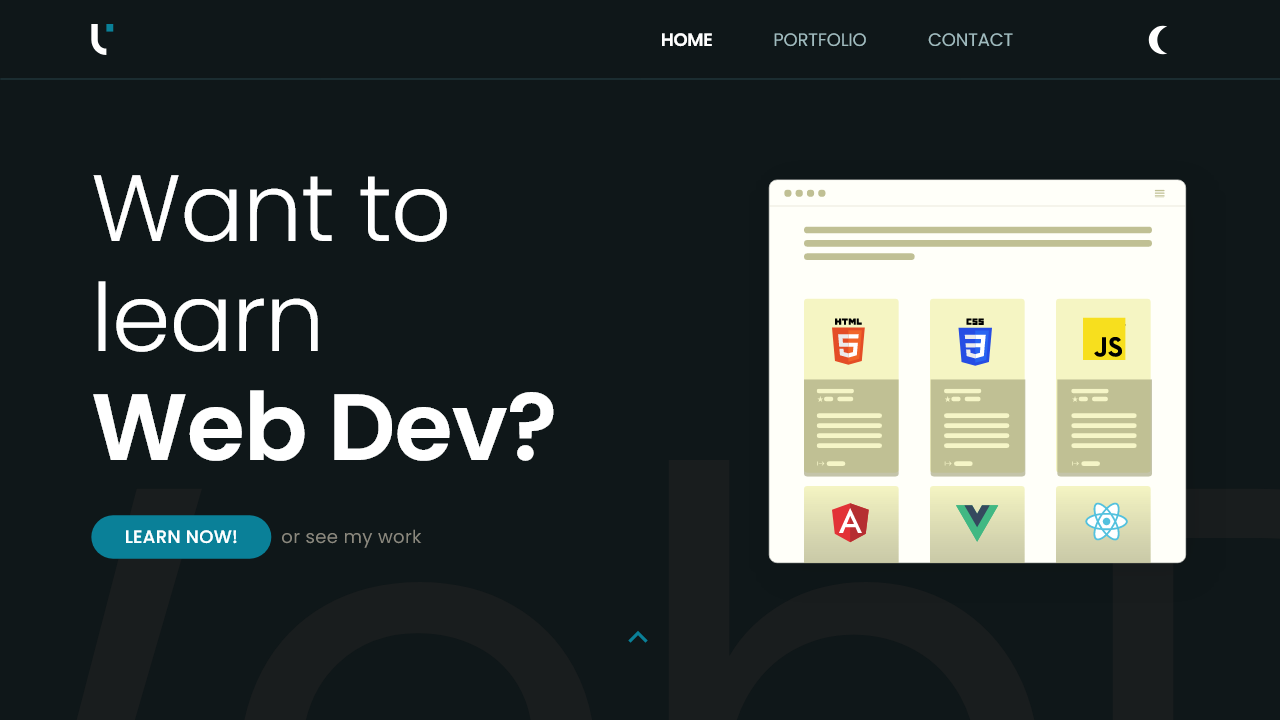 HOME PORTFOLIO CONTACT
Want to
learn
Web Dev?
LEARN NOW! or see my work
HTML
5
CSS
3
JS
A